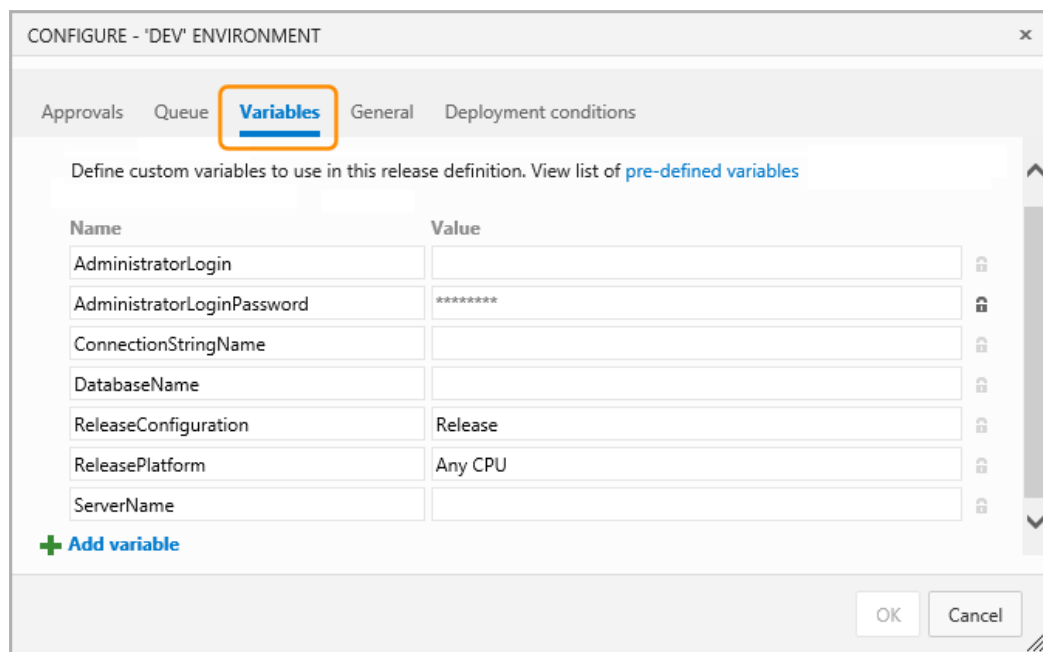 CONFIGURE - 'DEV' ENVIRONMENT ×
Approvals Queue Variables General Deployment conditions
Define custom variables to use in this release definition. View list of pre-defined variables
Name Value
AdministratorLogin
AdministratorLoginPassword ********
ConnectionStringName
DatabaseName
ReleaseConfiguration Release
ReleasePlatform Any CPU
ServerName
Add variable
OK Cancel